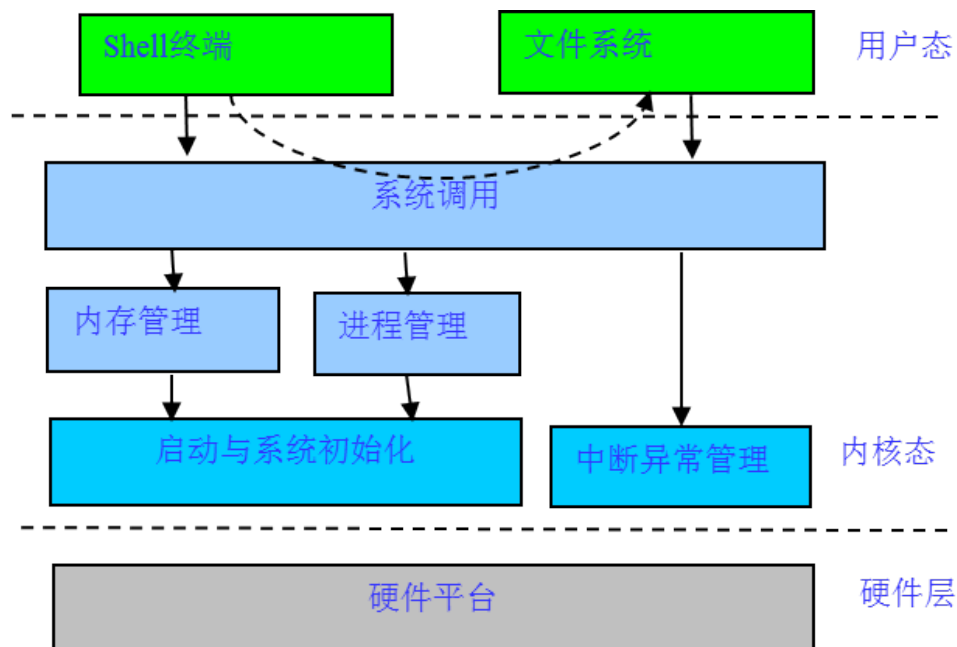 Shell终端
文件系统
用户态
系统调用
内存管理
进程管理
启动与系统初始化
中断异常管理
内核态
硬件平台
硬件层